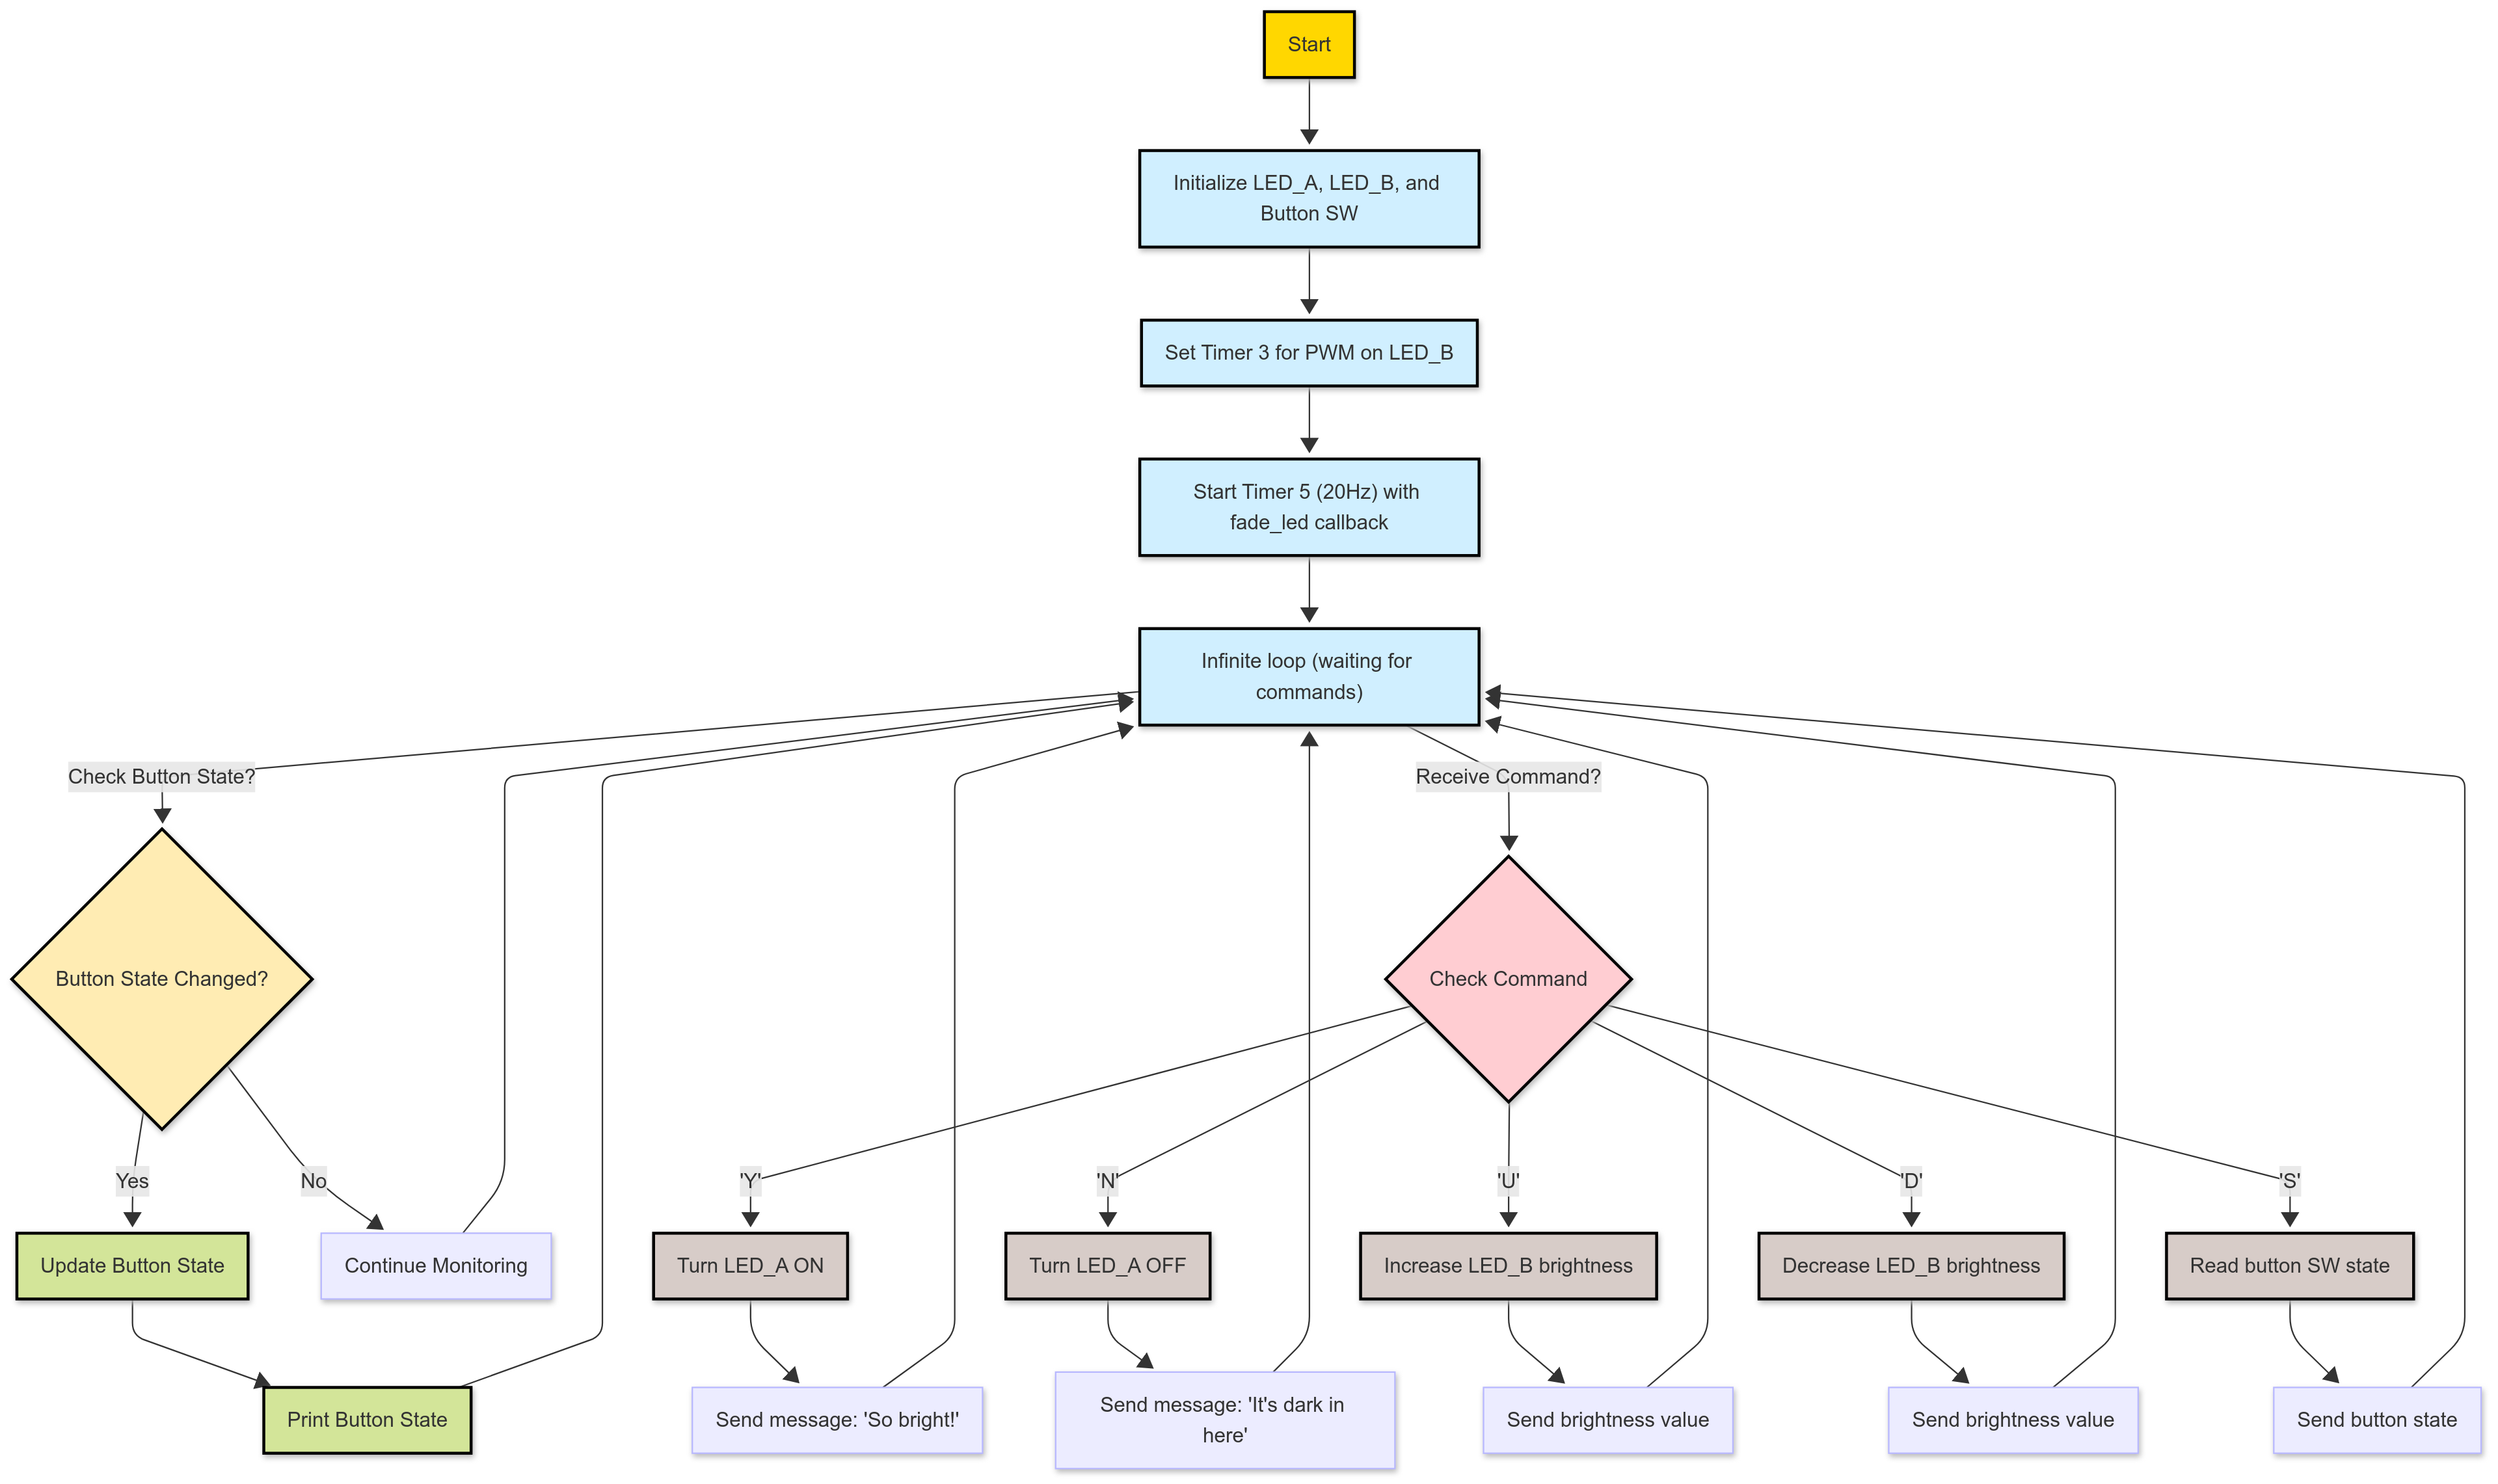 Start
Initialize LED_A, LED_B, and
Button SW
Set Timer 3 for PWM on LED_B
Start Timer 5 (20Hz) with
fade_led callback
Infinite loop (waiting for
commands)
Check Button State?
Receive Command?
Button State Changed?
Check Command
Yes
No
'Y'
'N'
'U'
'D'
'S'
Update Button State
Continue Monitoring
Turn LED_A ON
Turn LED_A OFF
Increase LED_B brightness
Decrease LED_B brightness
Read button SW state
Print Button State
Send message: 'So bright!'
Send message: 'It's dark in
here'
Send brightness value
Send brightness value
Send button state